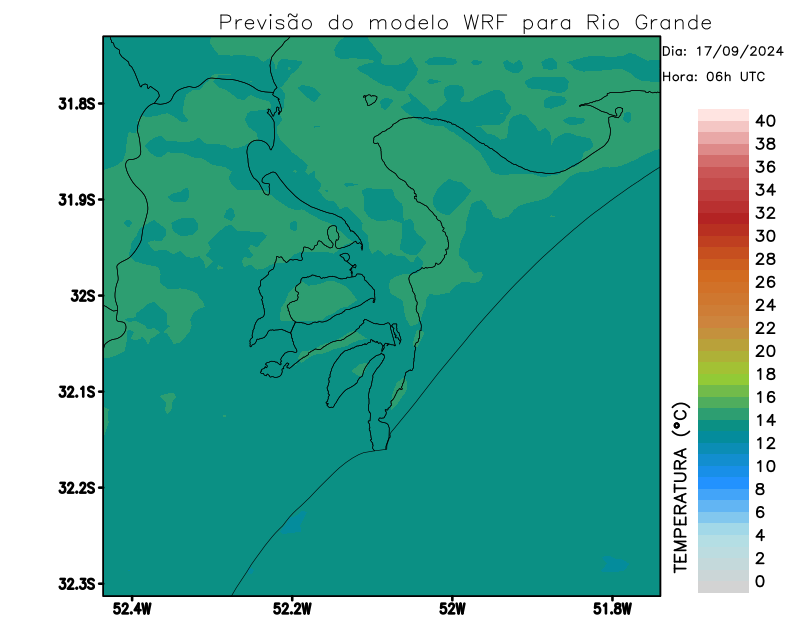 Previsão do modelo WRF para Rio Grande
Dia: 17/09/2024
Hora: 06h UTC
31.8S
31.9S
32S
32.1S
32.2S
32.3S
52.4W
52.2W
52W
51.8W
TEMPERATURA (°C)
40
38
36
34
32
30
28
26
24
22
20
18
16
14
12
10
8
6
4
2
0